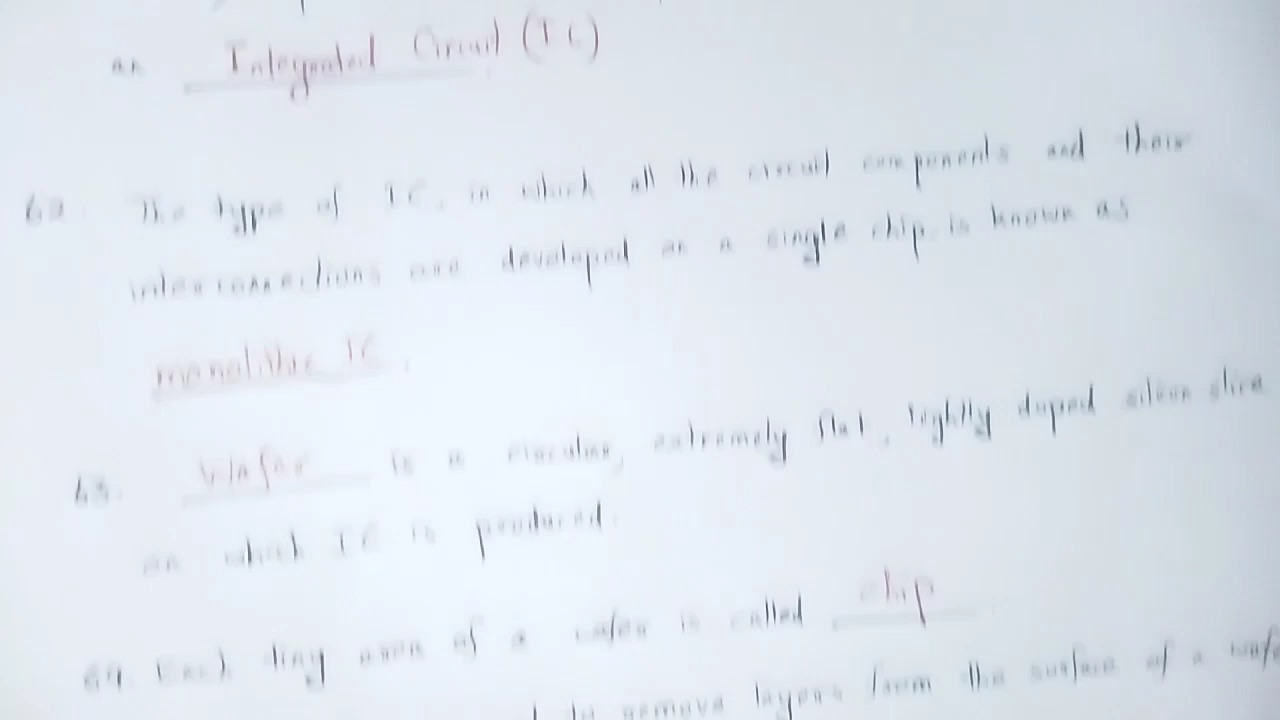 an Integrated Circuit (IC)
62. The type of IC, in which all the circuit components and their
interconnections are developed on a single chip is known as
monolithic IC.
63. Wafer is a circular, extremely flat, lightly doped silicon slice
on which IC is produced.
64. Each tiny area of a wafer is called chip
to remove layers from the surface of a